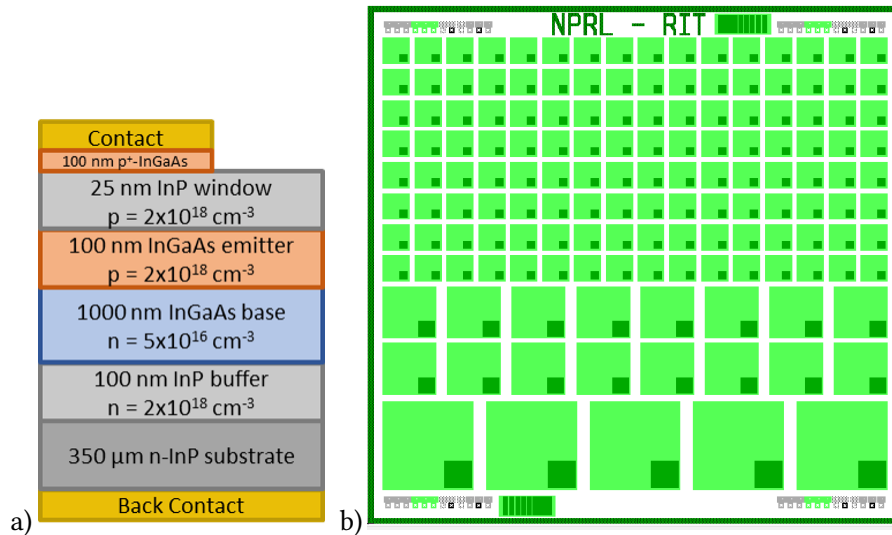 NPRL - RIT
Contact
100 nm p⁺-InGaAs
25 nm InP window
p = 2x10¹⁸ cm⁻³
100 nm InGaAs emitter
p = 2x10¹⁸ cm⁻³
1000 nm InGaAs base
n = 5x10¹⁶ cm⁻³
100 nm InP buffer
n = 2x10¹⁸ cm⁻³
350 µm n-InP substrate
Back Contact
a)
b)